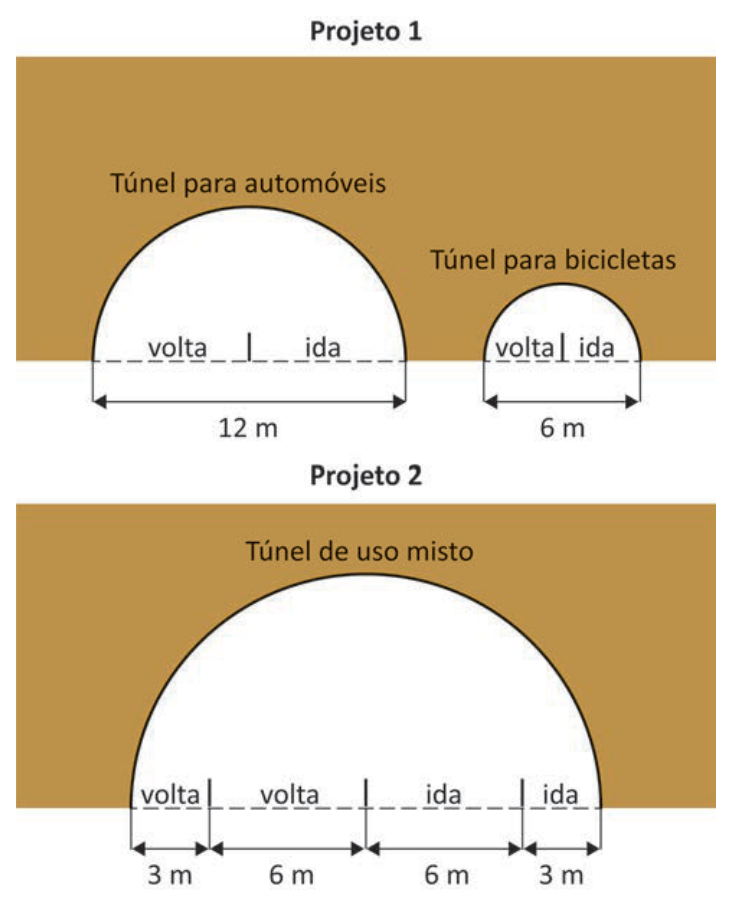 Projeto 1
Túnel para automóveis
Túnel para bicicletas
volta ida
volta ida
12 m
6 m
Projeto 2
Túnel de uso misto
volta volta ida ida
3 m 6 m 6 m 3 m